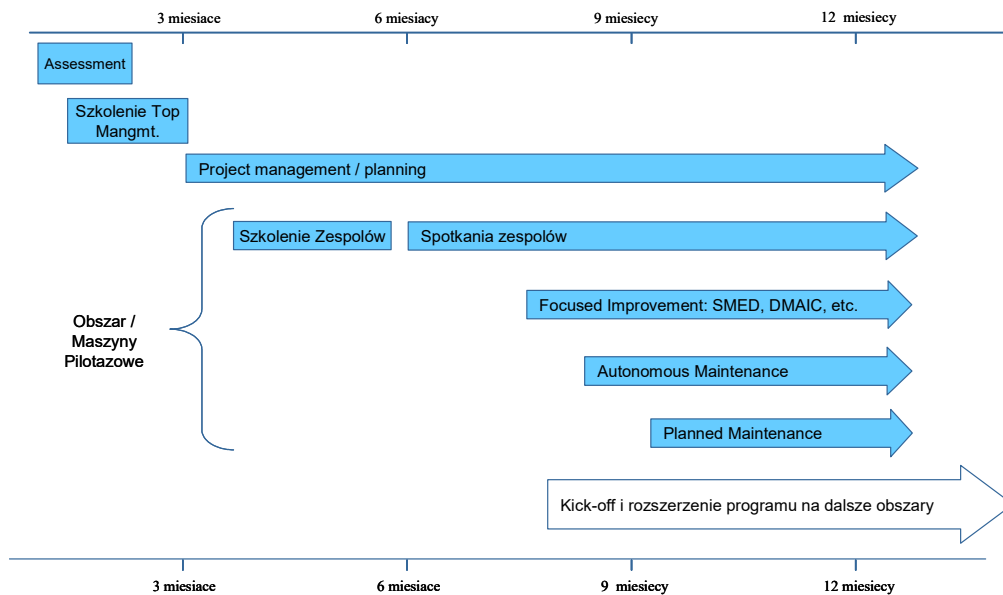 3 miesiace 6 miesiacy 9 miesiecy 12 miesiecy
Assessment
Szkolenie Top
Mangmt.
Project management / planning
Szkolenie Zespolów Spotkania zespolów
Focused Improvement: SMED, DMAIC, etc.
Obszar /
Maszyny
Pilotazowe
Autonomous Maintenance
Planned Maintenance
Kick-off i rozszerzenie programu na dalsze obszary
3 miesiace 6 miesiacy 9 miesiecy 12 miesiecy